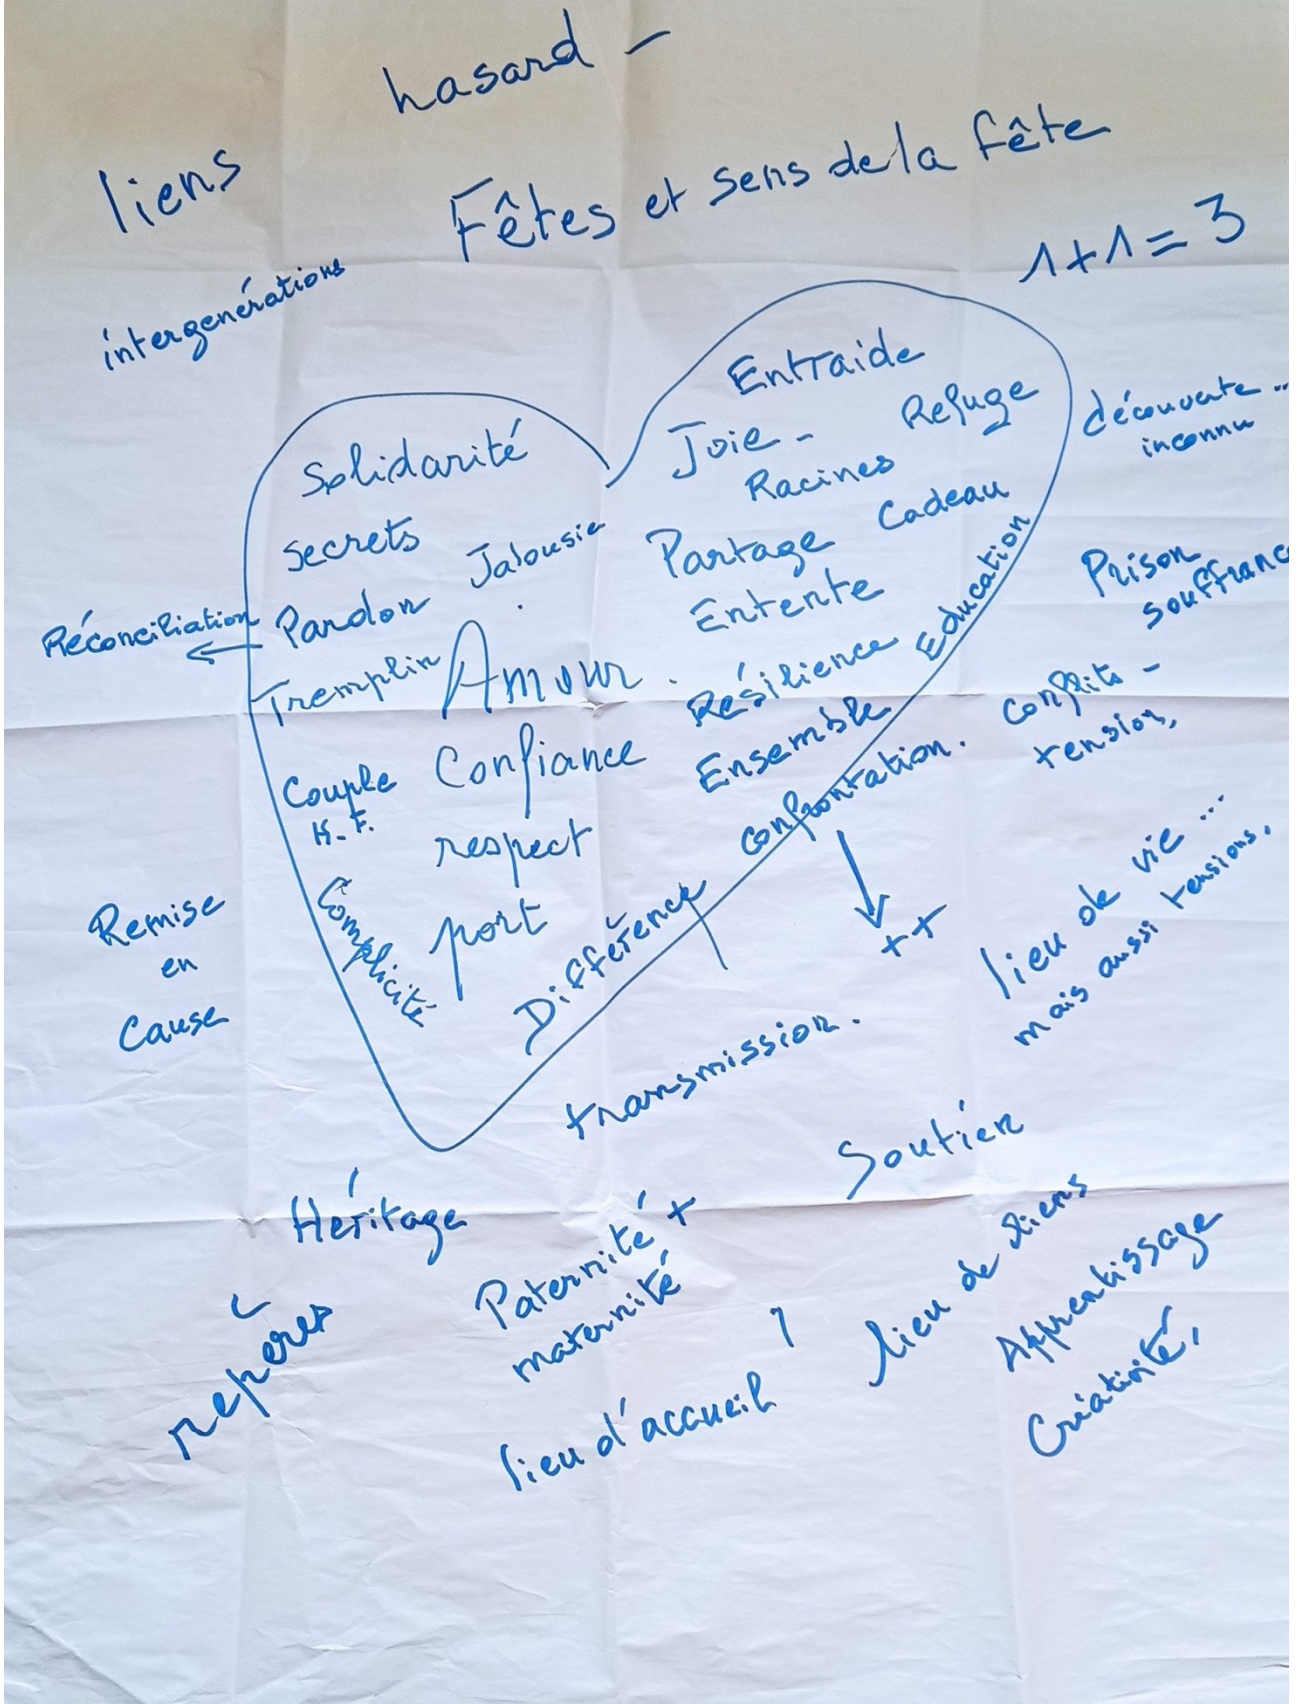 hasard -
liens
Fêtes et sens de la fête
1+1=3
intergenérations
Entraide
Joie -
Refuge
Racines
découverte...
inconnu
Solidarité
secrets
Jalousie
Partage
Cadeau
Entente
Education
Prison
souffranc
Réconciliation
Pardon
Tremplin
Amour.
Résilience
Ensemble
confrontation.
++
Conflits -
tension,
Couple
H.F.
Confiance
respect
port
Complicité
Différence
lieu de vie...
mais aussi tensions,
Remise
en
Cause
transmission.
Soutien
Héritage
Paternité +
maternité
repères
lieu d'accueil
lieu de liens
Apprentissage
Créativité,